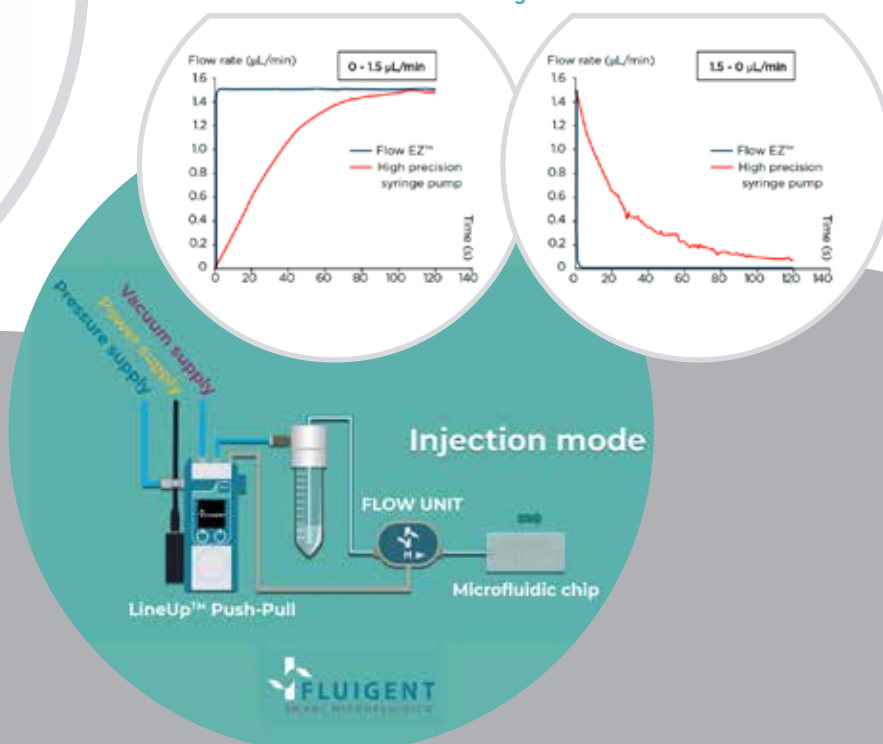 Flow rate (µL/min)
0 - 1.5 µL/min
1.6
1.4
1.2
1.0
0.8
0.6
0.4
0.2
0
Flow EZ™
High precision
syringe pump
Time (s)
0 20 40 60 80 100 120 140
Flow rate (µL/min)
1.5 - 0 µL/min
1.6
1.4
1.2
1.0
0.8
0.6
0.4
0.2
0
Flow EZ™
High precision
syringe pump
Time (s)
0 20 40 60 80 100 120 140
Pressure supply
Power supply
Vacuum supply
Injection mode
FLOW UNIT
M
Microfluidic chip
LineUp™ Push-Pull
FLUIGENT
SMART MICROFLUIDICS